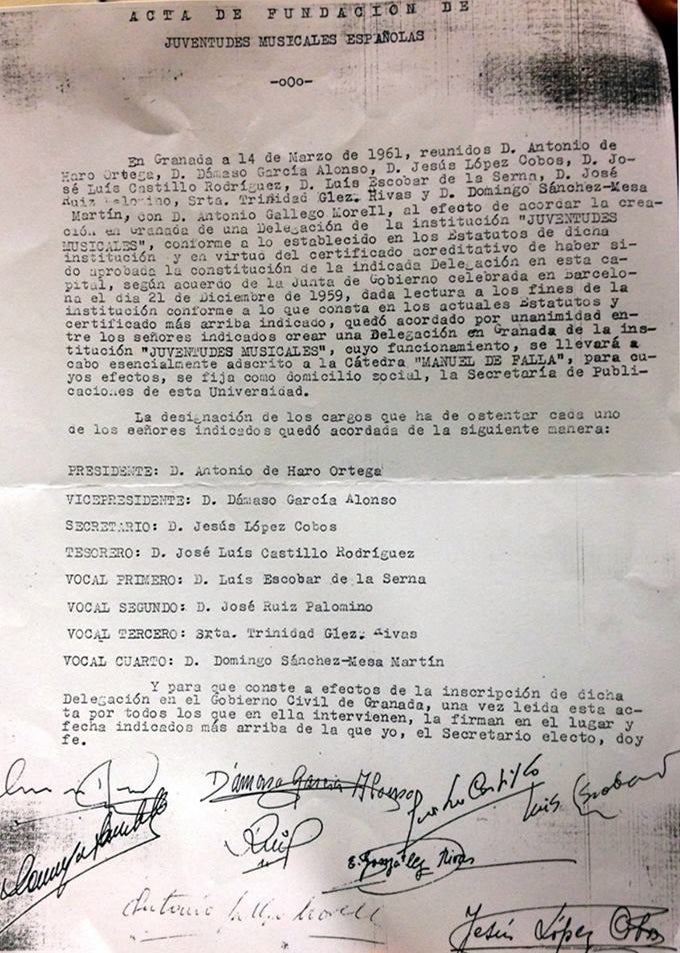 ACTA DE FUNDACIÓN DE
JUVENTUDES MUSICALES ESPAÑOLAS
-oOo-
En Granada a 14 de Marzo de 1961, reunidos D. Antonio de
Haro Ortega, D. Dámaso García Alonso, D. Jesús López Cobos, D. Jo-
sé Luís Castillo Rodríguez, D. Luís Escobar de la Serna, D. José
Ruiz Palomino, Srta. Trinidad Glez. Rivas y D. Domingo Sánchez-Mesa
Martín, con D. Antonio Gallego Morell, al efecto de acordar la crea-
ción en Granada de una Delegación de la institución "JUVENTUDES
MUSICALES", conforme a lo establecido en los Estatutos de dicha
institución y en virtud del certificado acreditativo de haber si-
do aprobada la constitución de la indicada Delegación en esta ca-
pital, según acuerdo de la Junta de Gobierno celebrada en Barcelo-
na el dia 21 de Diciembre de 1959, dada lectura a los fines de la
institución conforme a lo que consta en los actuales Estatutos y
certificado más arriba indicado, quedó acordado por unanimidad en-
tre los señores indicados crear una Delegación en Granada de la ins-
titución "JUVENTUDES MUSICALES", cuyo funcionamiento, se llevará a
cabo esencialmente adscrito a la Cátedra "MANUEL DE FALLA", para cu-
yos efectos, se fija como domicilio social, la Secretaría de Publi-
caciones de esta Universidad.
La designación de los cargos que ha de ostentar cada uno
de los señores indicados quedó acordada de la siguiente manera:
PRESIDENTE: D. Antonio de Haro Ortega
VICEPRESIDENTE: D. Dámaso García Alonso
SECRETARIO: D. Jesús López Cobos
TESORERO: D. José Luís Castillo Rodríguez
VOCAL PRIMERO: D. Luís Escobar de la Serna
VOCAL SEGUNDO: D. José Ruiz Palomino
VOCAL TERCERO: Srta. Trinidad Glez. Rivas
VOCAL CUARTO: D. Domingo Sánchez-Mesa Martín
Y para que conste a efectos de la inscripción de dicha
Delegación en el Gobierno Civil de Granada, una vez leida esta ac-
ta por todos los que en ella intervienen, la firman en el lugar y
fecha indicados más arriba de la que yo, el Secretario electo, doy
fe.
Dámaso García Alonso
Luis Escobar
Ruiz
E. González Rivas
Antonio Gallego Morell
Jesús López Cobos